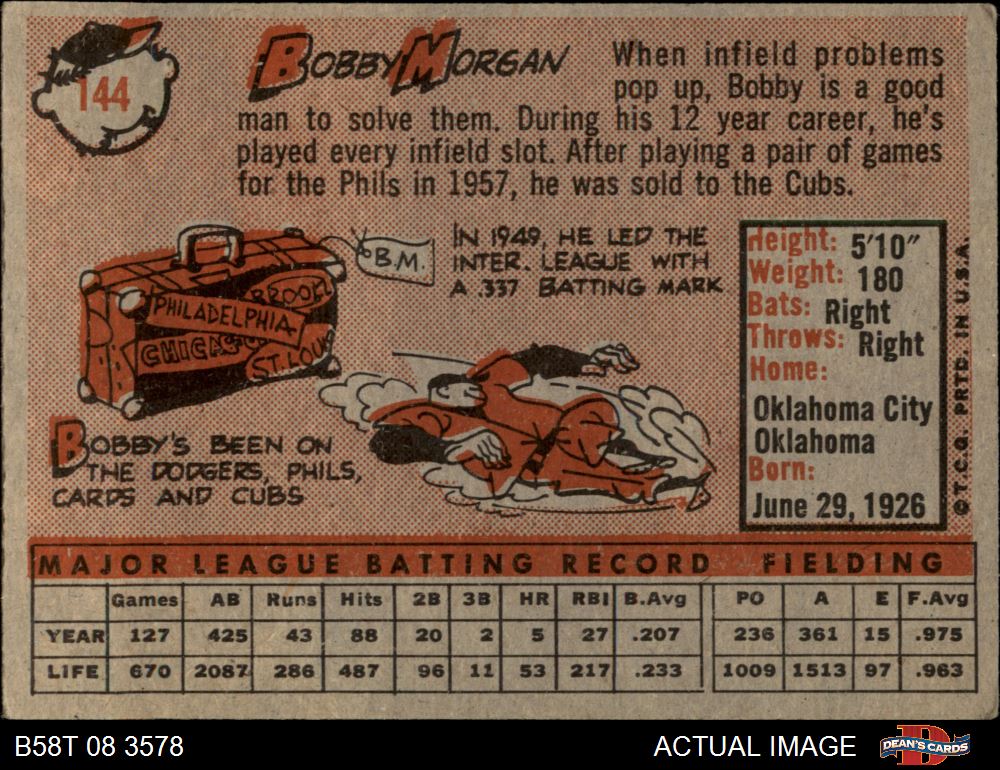 144
BOBBY MORGAN
When infield problems
pop up, Bobby is a good
man to solve them. During his 12 year career, he's
played every infield slot. After playing a pair of games
for the Phils in 1957, he was sold to the Cubs.
B.M.
BROOKL
PHILADELPHIA
CHICAGO
ST. LOUI
IN 1949, HE LED THE
INTER. LEAGUE WITH
A .337 BATTING MARK
BOBBY'S BEEN ON
THE DODGERS, PHILS,
CARDS AND CUBS
Height: 5'10"
Weight: 180
Bats: Right
Throws: Right
Home:
Oklahoma City
Oklahoma
Born:
June 29, 1926
© T.C.G. PRTD. IN U.S.A.
MAJOR LEAGUE BATTING RECORD FIELDING
Games AB Runs Hits 2B 3B HR RBI B.Avg PO A E F.Avg
YEAR 127 425 43 88 20 2 5 27 .207 236 361 15 .975
LIFE 670 2087 286 487 96 11 53 217 .233 1009 1513 97 .963
B58T 08 3578
ACTUAL IMAGE
DEAN'S CARDS